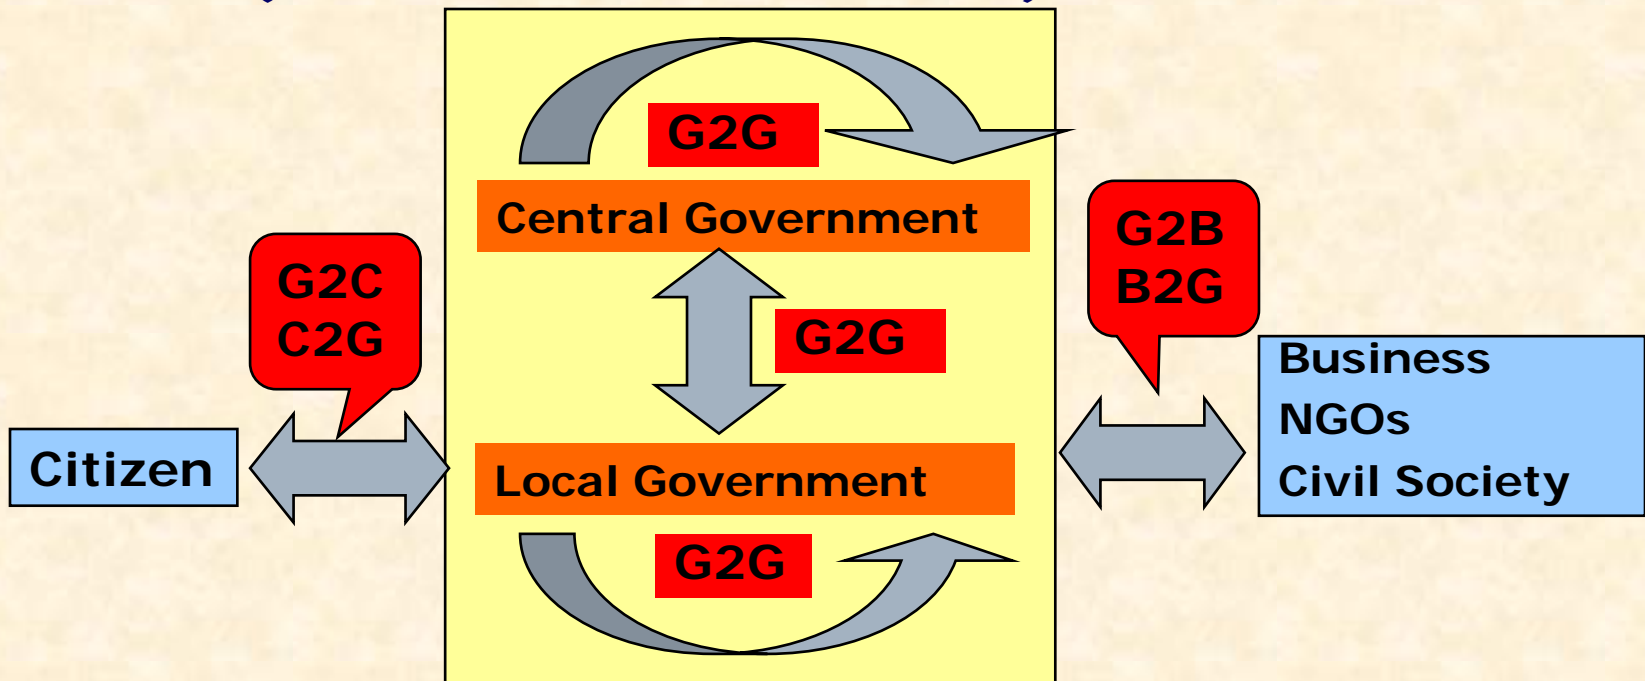 G2G
Central Government
G2C
C2G
G2G
G2B
B2G
Business
NGOs
Civil Society
Citizen
Local Government
G2G